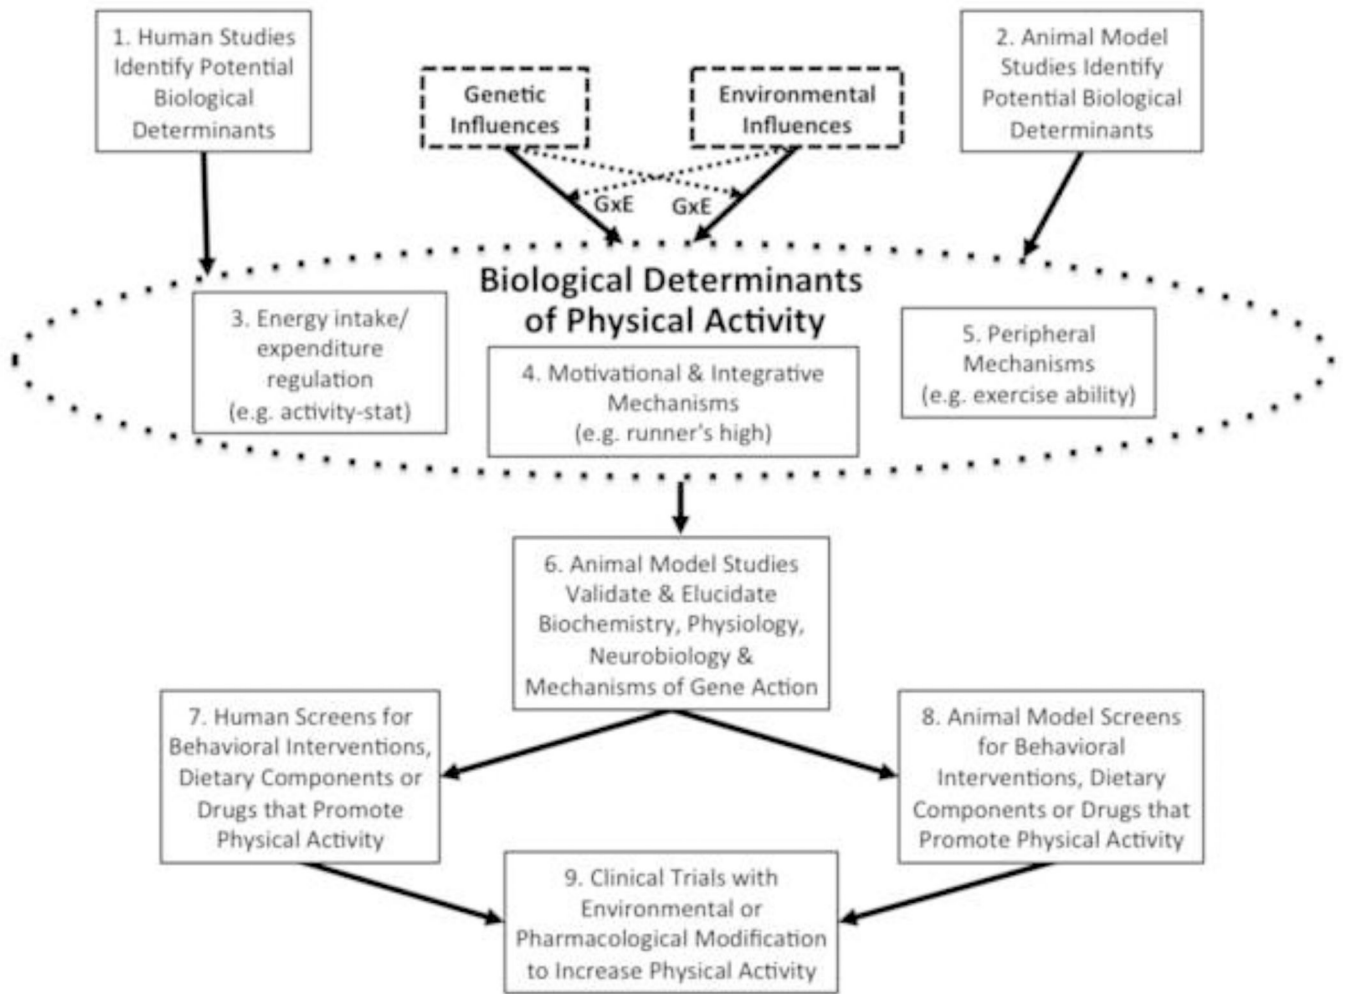 1. Human Studies
Identify Potential
Biological
Determinants
Genetic
Influences
Environmental
Influences
2. Animal Model
Studies Identify
Potential Biological
Determinants
GxE
GxE
Biological Determinants
of Physical Activity
3. Energy intake/
expenditure
regulation
(e.g. activity-stat)
4. Motivational & Integrative
Mechanisms
(e.g. runner's high)
5. Peripheral
Mechanisms
(e.g. exercise ability)
6. Animal Model Studies
Validate & Elucidate
Biochemistry, Physiology,
Neurobiology &
Mechanisms of Gene Action
7. Human Screens for
Behavioral Interventions,
Dietary Components or
Drugs that Promote
Physical Activity
8. Animal Model Screens
for Behavioral
Interventions, Dietary
Components or Drugs that
Promote Physical Activity
9. Clinical Trials with
Environmental or
Pharmacological Modification
to Increase Physical Activity